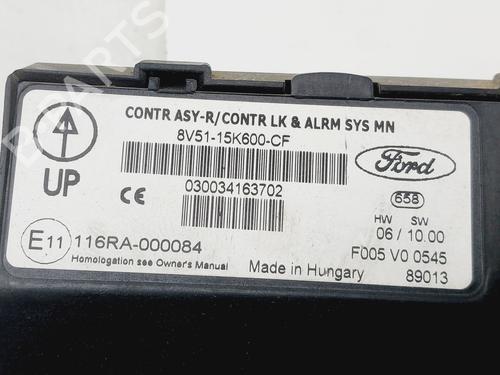 CONTR ASY-R/CONTR LK & ALRM SYS MN
8V51-15K600-CF
Ford
UP
CE
030034163702
658
HW SW
06 / 10.00
E11 116RA-000084
F005 V0 0545
Homologation see Owner's Manual
Made in Hungary
89013